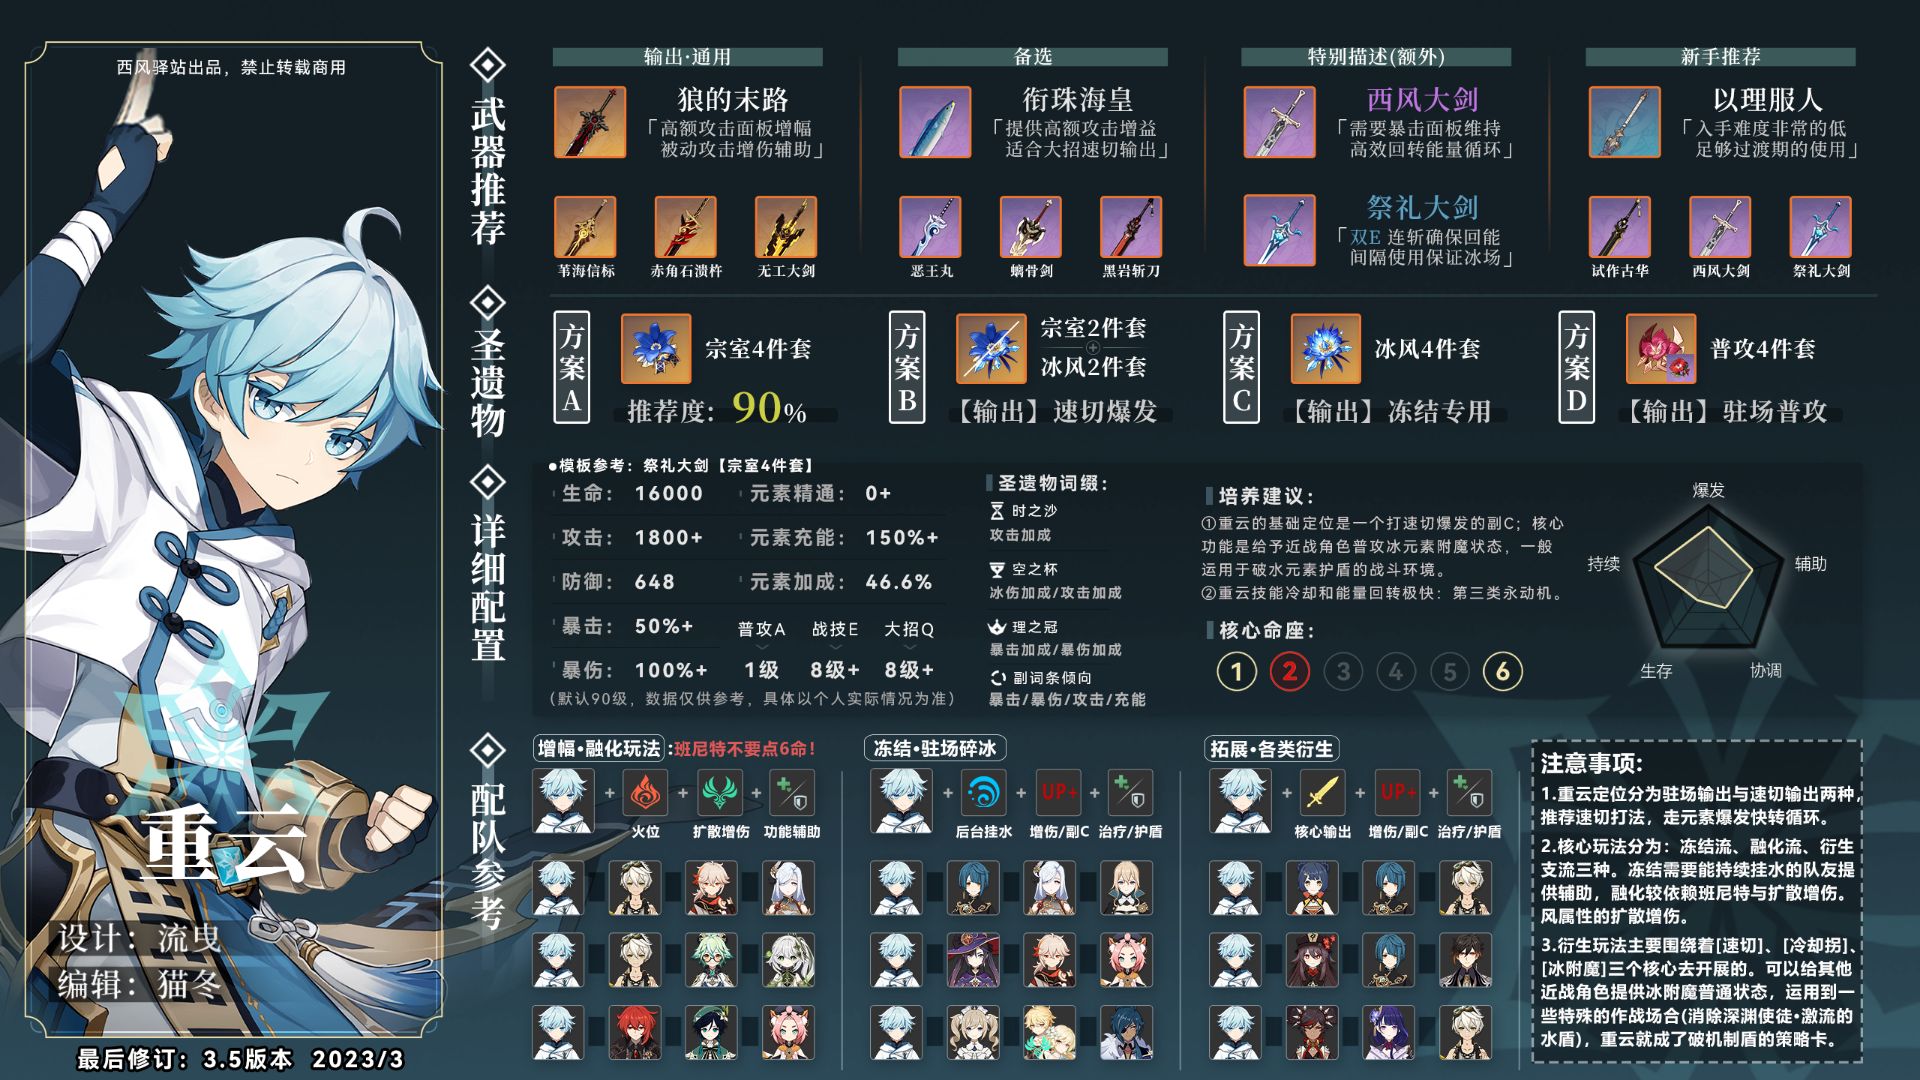 西风驿站出品，禁止转载商用
重云
设计：流曳
编辑：猫冬
最后修订：3.5版本 2023/3
武器推荐
输出·通用
狼的末路
「高额攻击面板增幅
被动攻击增伤辅助」
苇海信标
赤角石溃杵
无工大剑
备选
衔珠海皇
「提供高额攻击增益
适合大招速切输出」
恶王丸
螭骨剑
黑岩斩刀
特别描述(额外)
西风大剑
「需要暴击面板维持
高效回转能量循环」
祭礼大剑
「双E 连斩确保回能
间隔使用保证冰场」
新手推荐
以理服人
「入手难度非常的低
足够过渡期的使用」
试作古华
西风大剑
祭礼大剑
圣遗物
方案A
宗室4件套
推荐度：90%
方案B
宗室2件套
冰风2件套
【输出】速切爆发
方案C
冰风4件套
【输出】冻结专用
方案D
普攻4件套
【输出】驻场普攻
详细配置
●模板参考：祭礼大剑【宗室4件套】
生命：16000 元素精通：0+
攻击：1800+ 元素充能：150%+
防御：648 元素加成：46.6%
暴击：50%+ 普攻A 战技E 大招Q
暴伤：100%+ 1级 8级+ 8级+
(默认90级，数据仅供参考，具体以个人实际情况为准)
圣遗物词缀：
时之沙
攻击加成
空之杯
冰伤加成/攻击加成
理之冠
暴击加成/暴伤加成
副词条倾向
暴击/暴伤/攻击/充能
培养建议：
①重云的基础定位是一个打速切爆发的副C；核心
功能是给予近战角色普攻冰元素附魔状态，一般
运用于破水元素护盾的战斗环境。
②重云技能冷却和能量回转极快：第三类永动机。
核心命座：
1 2 3 4 5 6
爆发
持续
辅助
生存
协调
配队参考
增幅·融化玩法:班尼特不要点6命！
+ + +
火位 扩散增伤 功能辅助
冻结·驻场碎冰
+ + UP+ +
后台挂水 增伤/副C 治疗/护盾
拓展·各类衍生
+ + UP+ +
核心输出 增伤/副C 治疗/护盾
注意事项:
1.重云定位分为驻场输出与速切输出两种，
推荐速切打法，走元素爆发快转循环。
2.核心玩法分为：冻结流、融化流、衍生
支流三种。冻结需要能持续挂水的队友提
供辅助，融化较依赖班尼特与扩散增伤。
风属性的扩散增伤。
3.衍生玩法主要围绕着[速切]、[冷却拐]、
[冰附魔]三个核心去开展的。可以给其他
近战角色提供冰附魔普通状态，运用到一
些特殊的作战场合(消除深渊使徒·激流的
水盾)，重云就成了破机制盾的策略卡。